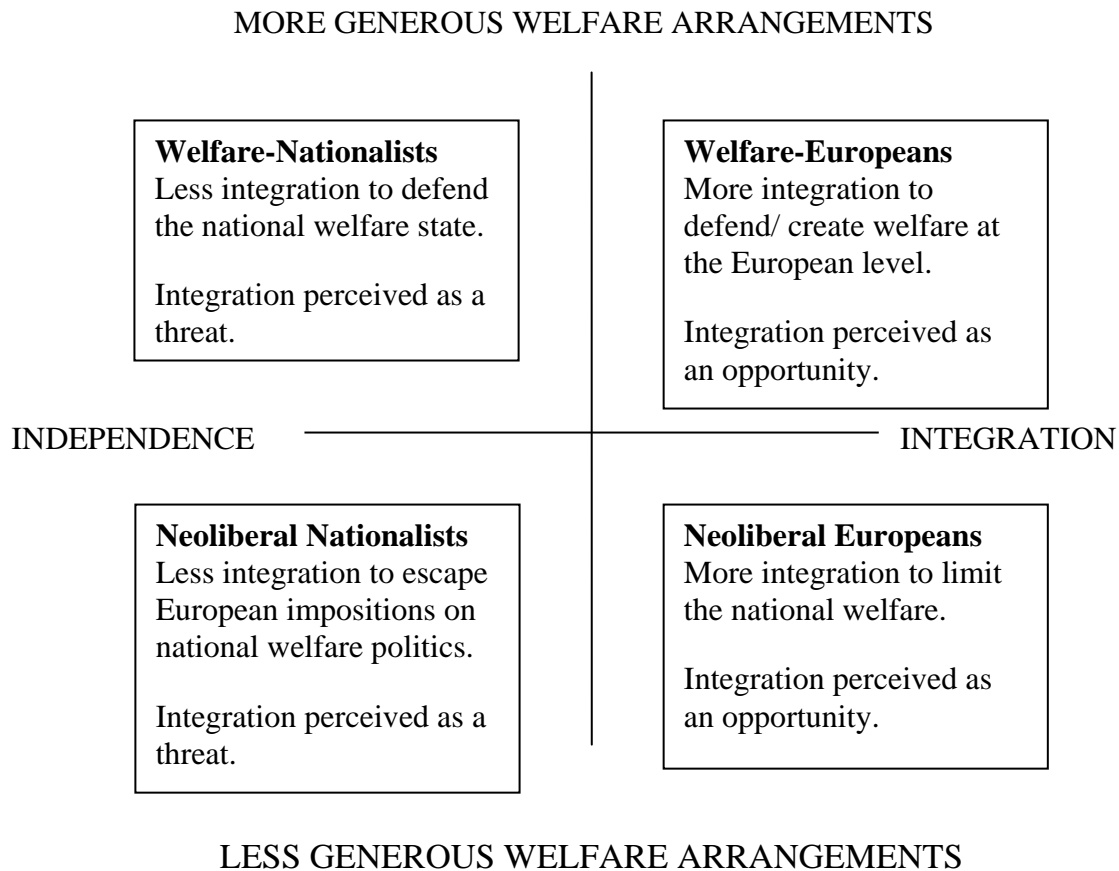 MORE GENEROUS WELFARE ARRANGEMENTS
Welfare-Nationalists
Less integration to defend
the national welfare state.
Integration perceived as a
threat.
Welfare-Europeans
More integration to
defend/ create welfare at
the European level.
Integration perceived as
an opportunity.
INDEPENDENCE
INTEGRATION
Neoliberal Nationalists
Less integration to escape
European impositions on
national welfare politics.
Integration perceived as a
threat.
Neoliberal Europeans
More integration to limit
the national welfare.
Integration perceived as
an opportunity.
LESS GENEROUS WELFARE ARRANGEMENTS